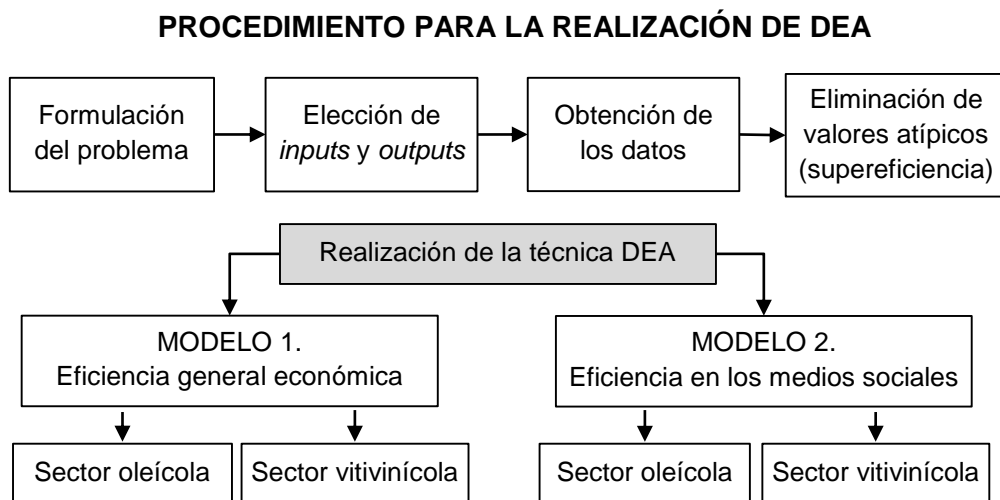 PROCEDIMIENTO PARA LA REALIZACIÓN DE DEA
Formulación
del problema
Elección de
inputs y outputs
Obtención de
los datos
Eliminación de
valores atípicos
(supereficiencia)
Realización de la técnica DEA
MODELO 1.
Eficiencia general económica
MODELO 2.
Eficiencia en los medios sociales
Sector oleícola
Sector vitivinícola
Sector oleícola
Sector vitivinícola